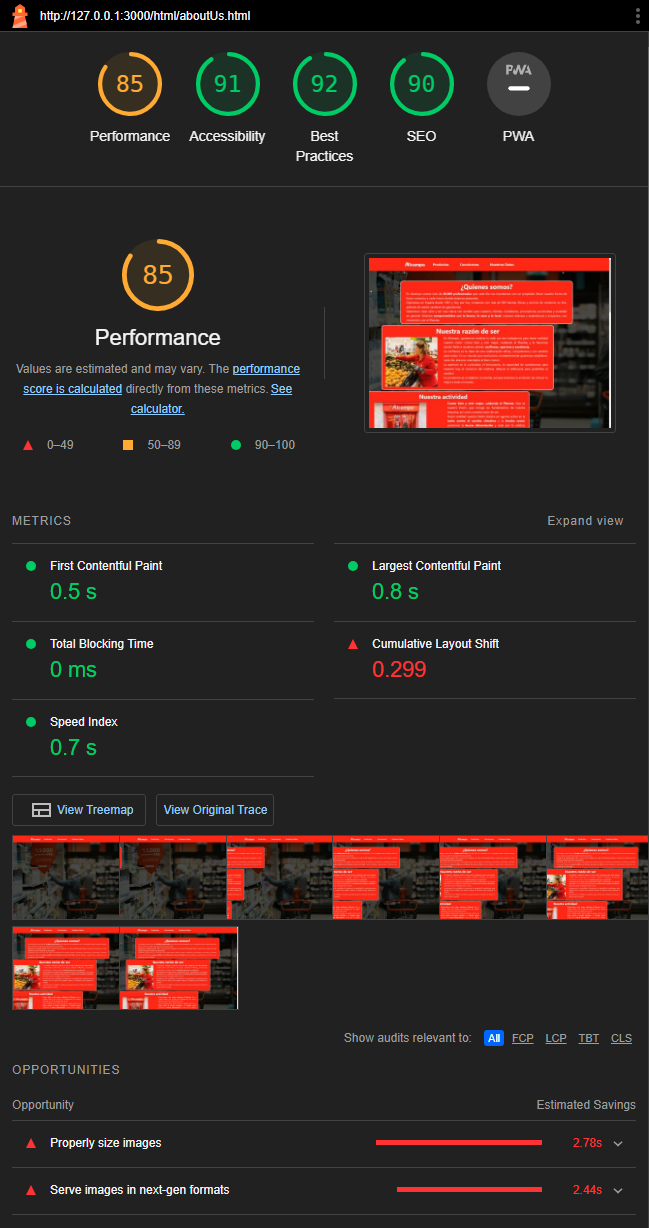 http://127.0.0.1:3000/html/aboutUs.html
85
91
92
90
PWA
Performance
Accessibility
Best
Practices
SEO
PWA
85
Performance
Values are estimated and may vary. The performance
score is calculated directly from these metrics. See
calculator.
0–49
50–89
90–100
Alcampo
¿Quienes somos?
Nuestra razón de ser
Nuestra actividad
METRICS
Expand view
First Contentful Paint
0.5 s
Largest Contentful Paint
0.8 s
Total Blocking Time
0 ms
Cumulative Layout Shift
0.299
Speed Index
0.7 s
View Treemap
View Original Trace
Show audits relevant to: All FCP LCP TBT CLS
OPPORTUNITIES
Opportunity
Estimated Savings
Properly size images
2.78s
Serve images in next-gen formats
2.44s